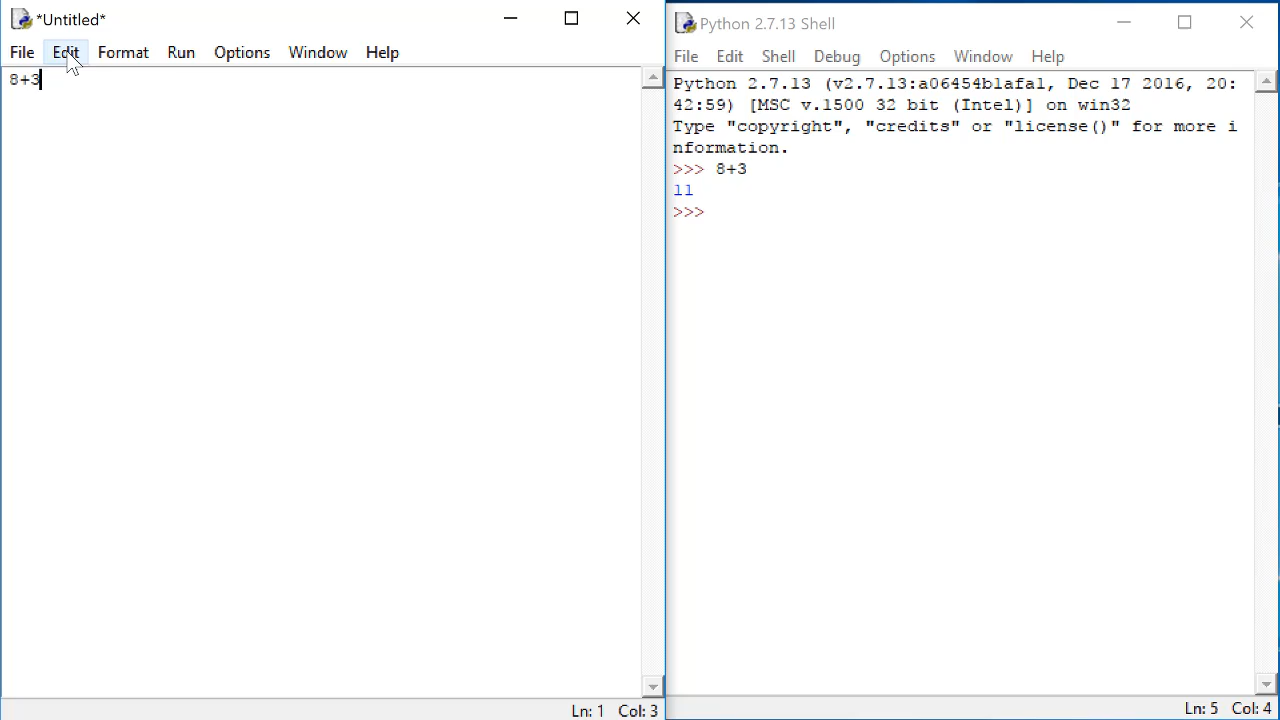 *Untitled*
File Edit Format Run Options Window Help
8+3
Ln: 1 Col: 3
Python 2.7.13 Shell
File Edit Shell Debug Options Window Help
Python 2.7.13 (v2.7.13:a06454b1afa1, Dec 17 2016, 20:
42:59) [MSC v.1500 32 bit (Intel)] on win32
Type "copyright", "credits" or "license()" for more i
nformation.
>>> 8+3
11
>>>
Ln: 5 Col: 4